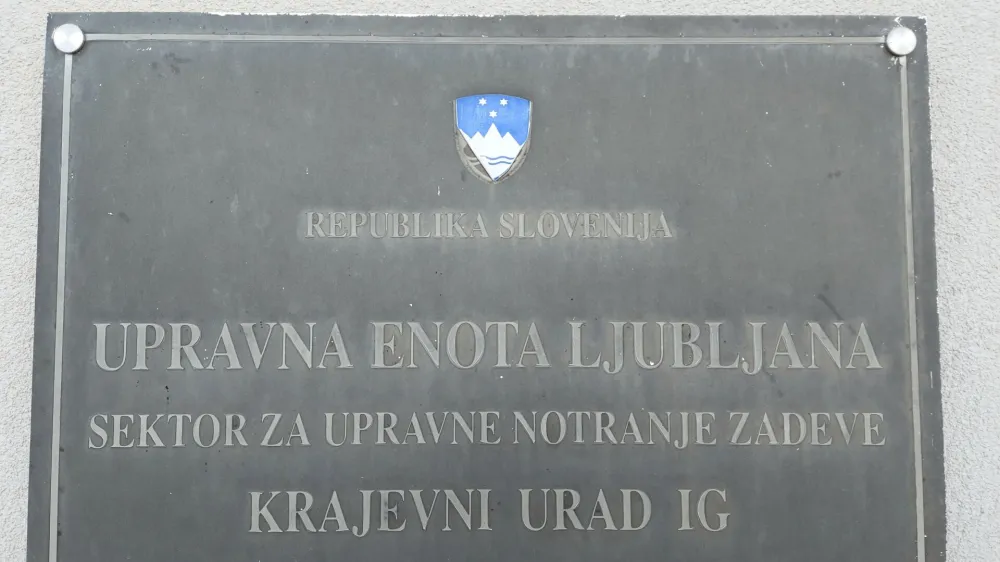 REPUBLIKA SLOVENIJA
UPRAVNA ENOTA LJUBLJANA
SEKTOR ZA UPRAVNE NOTRANJE ZADEVE
KRAJEVNI URAD IG